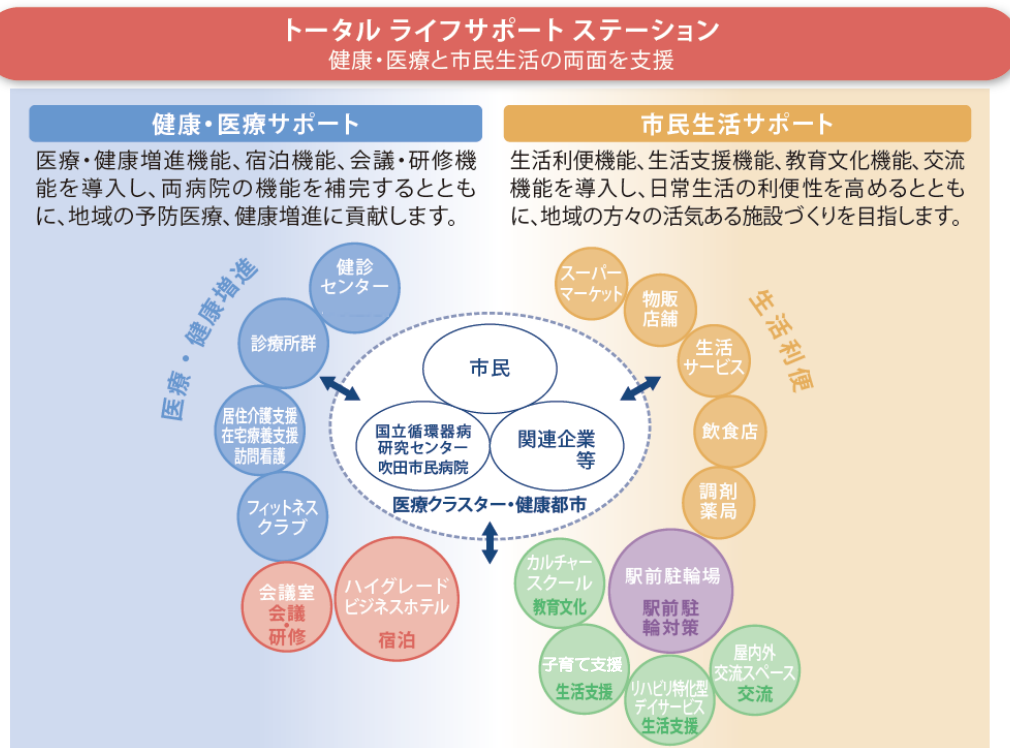 トータル ライフサポート ステーション
健康・医療と市民生活の両面を支援
健康・医療サポート
医療・健康増進機能、宿泊機能、会議・研修機
能を導入し、両病院の機能を補完するととも
に、地域の予防医療、健康増進に貢献します。
市民生活サポート
生活利便機能、生活支援機能、教育文化機能、交流
機能を導入し、日常生活の利便性を高めるととも
に、地域の方々の活気ある施設づくりを目指します。
医療・健康増進
健診
センター
診療所群
居住介護支援
在宅療養支援
訪問看護
フィットネス
クラブ
会議室
会議・
研修
ハイグレード
ビジネスホテル
宿泊
市民
国立循環器病
研究センター
吹田市民病院
関連企業
等
医療クラスター・健康都市
生活利便
スーパー
マーケット
物販
店舗
生活
サービス
飲食店
調剤
薬局
駅前駐輪場
駅前駐
輪対策
カルチャー
スクール
教育文化
子育て支援
生活支援
リハビリ特化型
デイサービス
生活支援
屋内外
交流スペース
交流